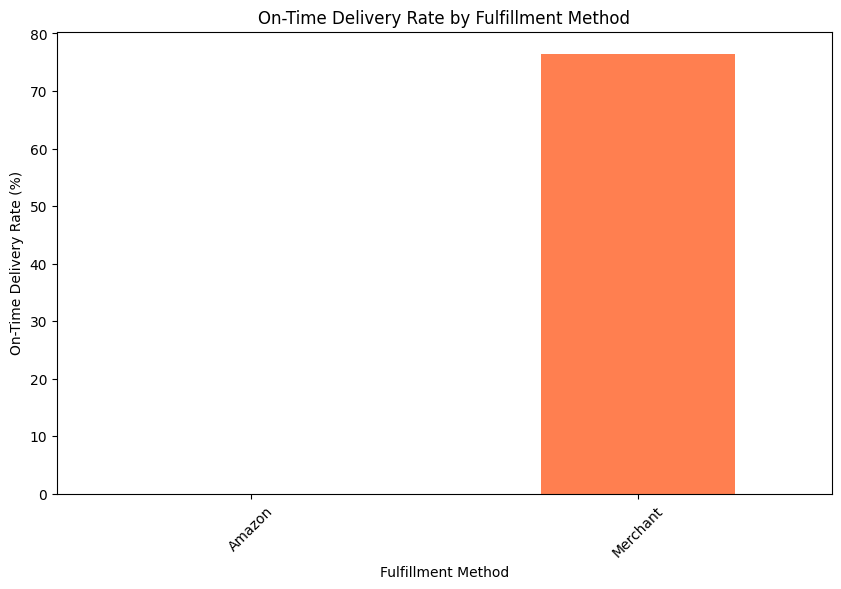 On-Time Delivery Rate by Fulfillment Method
80
70
60
50
40
30
20
10
0
On-Time Delivery Rate (%)
Amazon
Merchant
Fulfillment Method